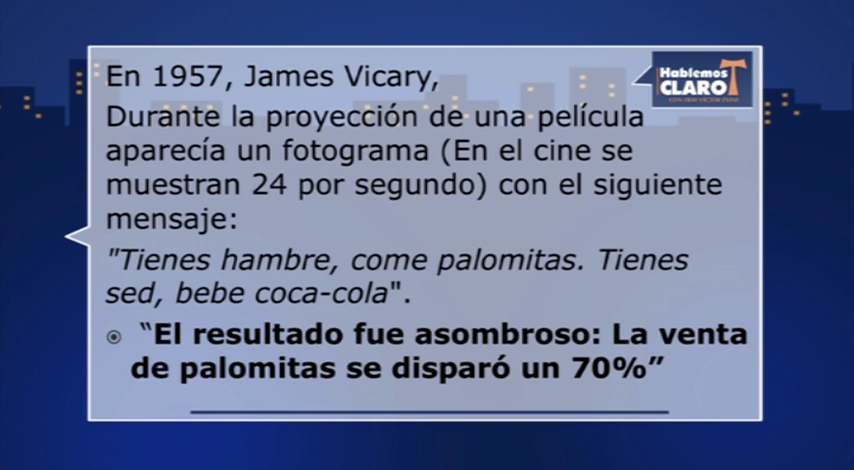 En 1957, James Vicary,
Hablemos
CLARO
Durante la proyección de una película
aparecía un fotograma (En el cine se
muestran 24 por segundo) con el siguiente
mensaje:
"Tienes hambre, come palomitas. Tienes
sed, bebe coca-cola".
“El resultado fue asombroso: La venta
de palomitas se disparó un 70%”